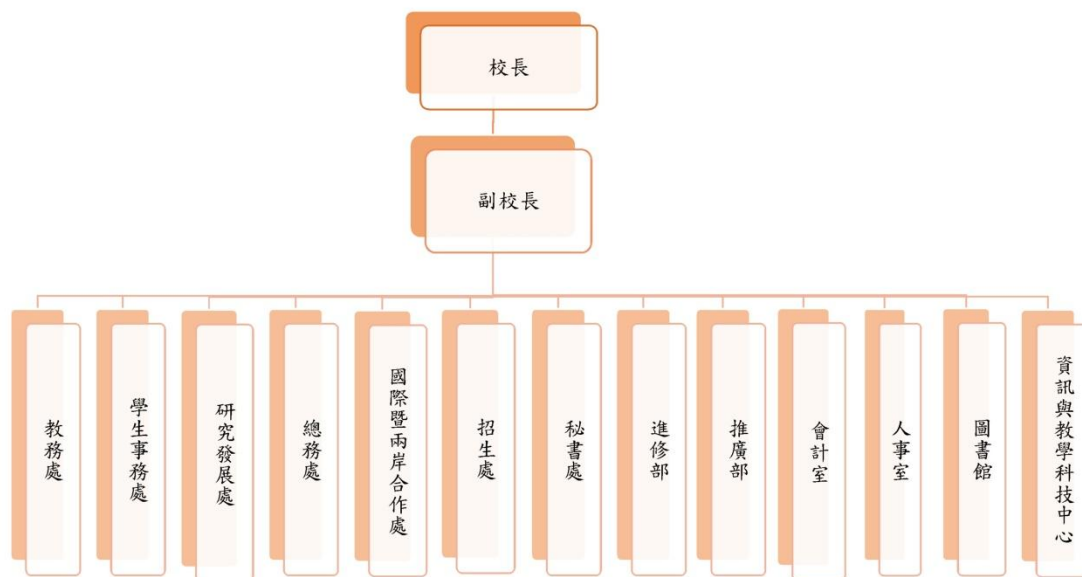 校長
副校長
教務處
學生事務處
研究發展處
總務處
國際暨兩岸合作處
招生處
秘書處
進修部
推廣部
會計室
人事室
圖書館
資訊與教學科技中心